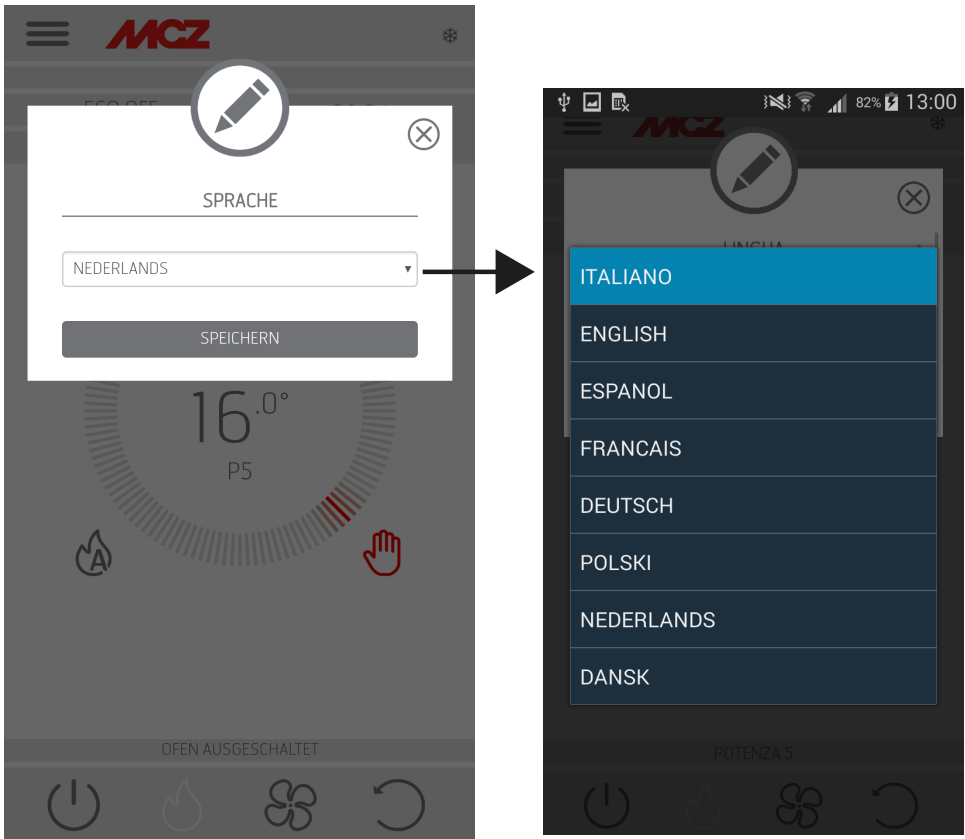 MCZ
ECO OFF
SPRACHE
NEDERLANDS
SPEICHERN
16.0°
P5
A
OFEN AUSGESCHALTET
82% 13:00
MCZ
LINGUA
ITALIANO
ENGLISH
ESPANOL
FRANCAIS
DEUTSCH
POLSKI
NEDERLANDS
DANSK
POTENZA 5